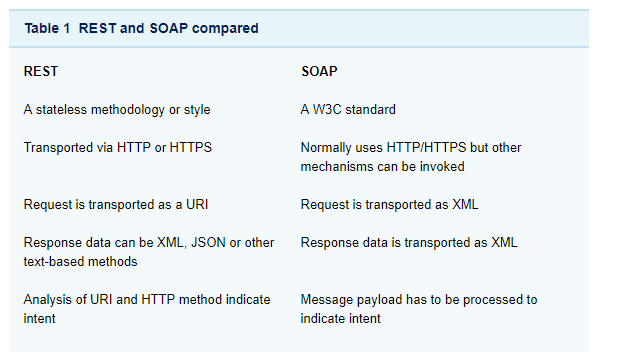 Table 1 REST and SOAP compared
REST
SOAP
A stateless methodology or style
A W3C standard
Transported via HTTP or HTTPS
Normally uses HTTP/HTTPS but other
mechanisms can be invoked
Request is transported as a URI
Request is transported as XML
Response data can be XML, JSON or other
text-based methods
Response data is transported as XML
Analysis of URI and HTTP method indicate
intent
Message payload has to be processed to
indicate intent